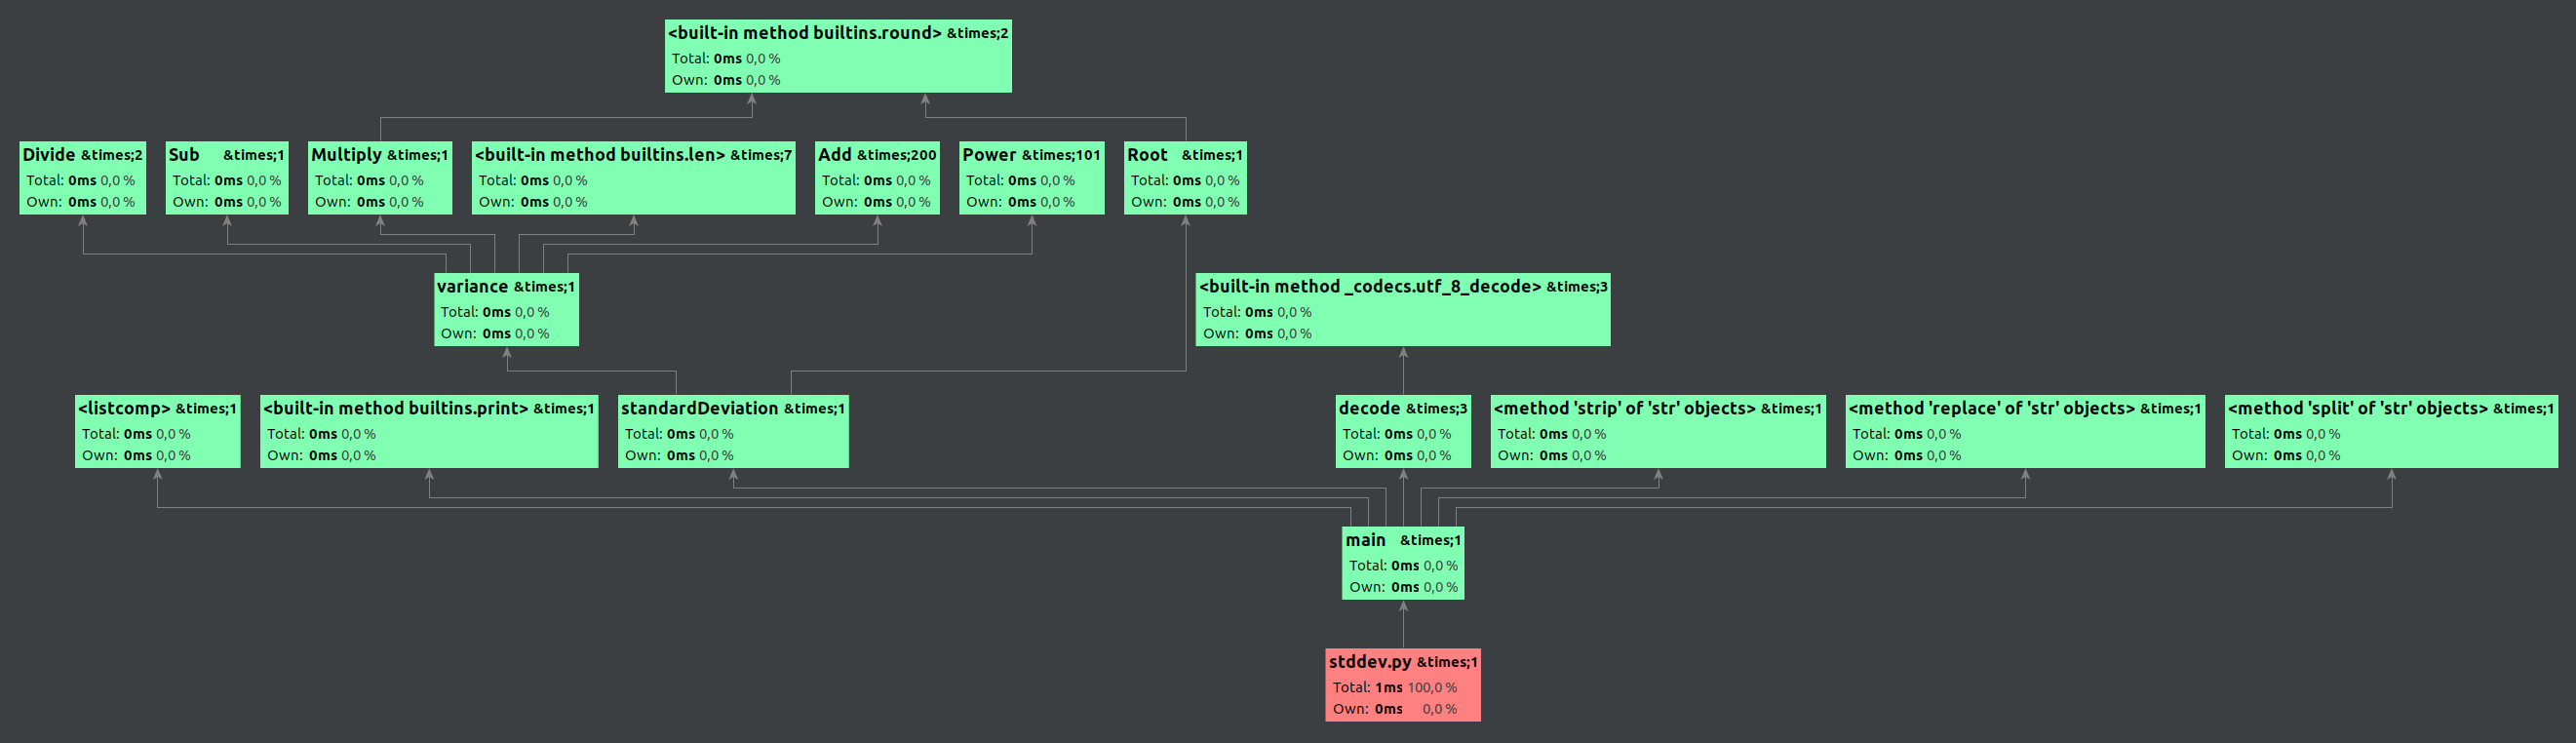 <built-in method builtins.round> &times;2
Total: 0ms 0,0 %
Own: 0ms 0,0 %
Divide &times;2
Total: 0ms 0,0 %
Own: 0ms 0,0 %
Sub &times;1
Total: 0ms 0,0 %
Own: 0ms 0,0 %
Multiply &times;1
Total: 0ms 0,0 %
Own: 0ms 0,0 %
<built-in method builtins.len> &times;7
Total: 0ms 0,0 %
Own: 0ms 0,0 %
Add &times;200
Total: 0ms 0,0 %
Own: 0ms 0,0 %
Power &times;101
Total: 0ms 0,0 %
Own: 0ms 0,0 %
Root &times;1
Total: 0ms 0,0 %
Own: 0ms 0,0 %
variance &times;1
Total: 0ms 0,0 %
Own: 0ms 0,0 %
<built-in method _codecs.utf_8_decode> &times;3
Total: 0ms 0,0 %
Own: 0ms 0,0 %
<listcomp> &times;1
Total: 0ms 0,0 %
Own: 0ms 0,0 %
<built-in method builtins.print> &times;1
Total: 0ms 0,0 %
Own: 0ms 0,0 %
standardDeviation &times;1
Total: 0ms 0,0 %
Own: 0ms 0,0 %
decode &times;3
Total: 0ms 0,0 %
Own: 0ms 0,0 %
<method 'strip' of 'str' objects> &times;1
Total: 0ms 0,0 %
Own: 0ms 0,0 %
<method 'replace' of 'str' objects> &times;1
Total: 0ms 0,0 %
Own: 0ms 0,0 %
<method 'split' of 'str' objects> &times;1
Total: 0ms 0,0 %
Own: 0ms 0,0 %
main &times;1
Total: 0ms 0,0 %
Own: 0ms 0,0 %
stddev.py &times;1
Total: 1ms 100,0 %
Own: 0ms 0,0 %